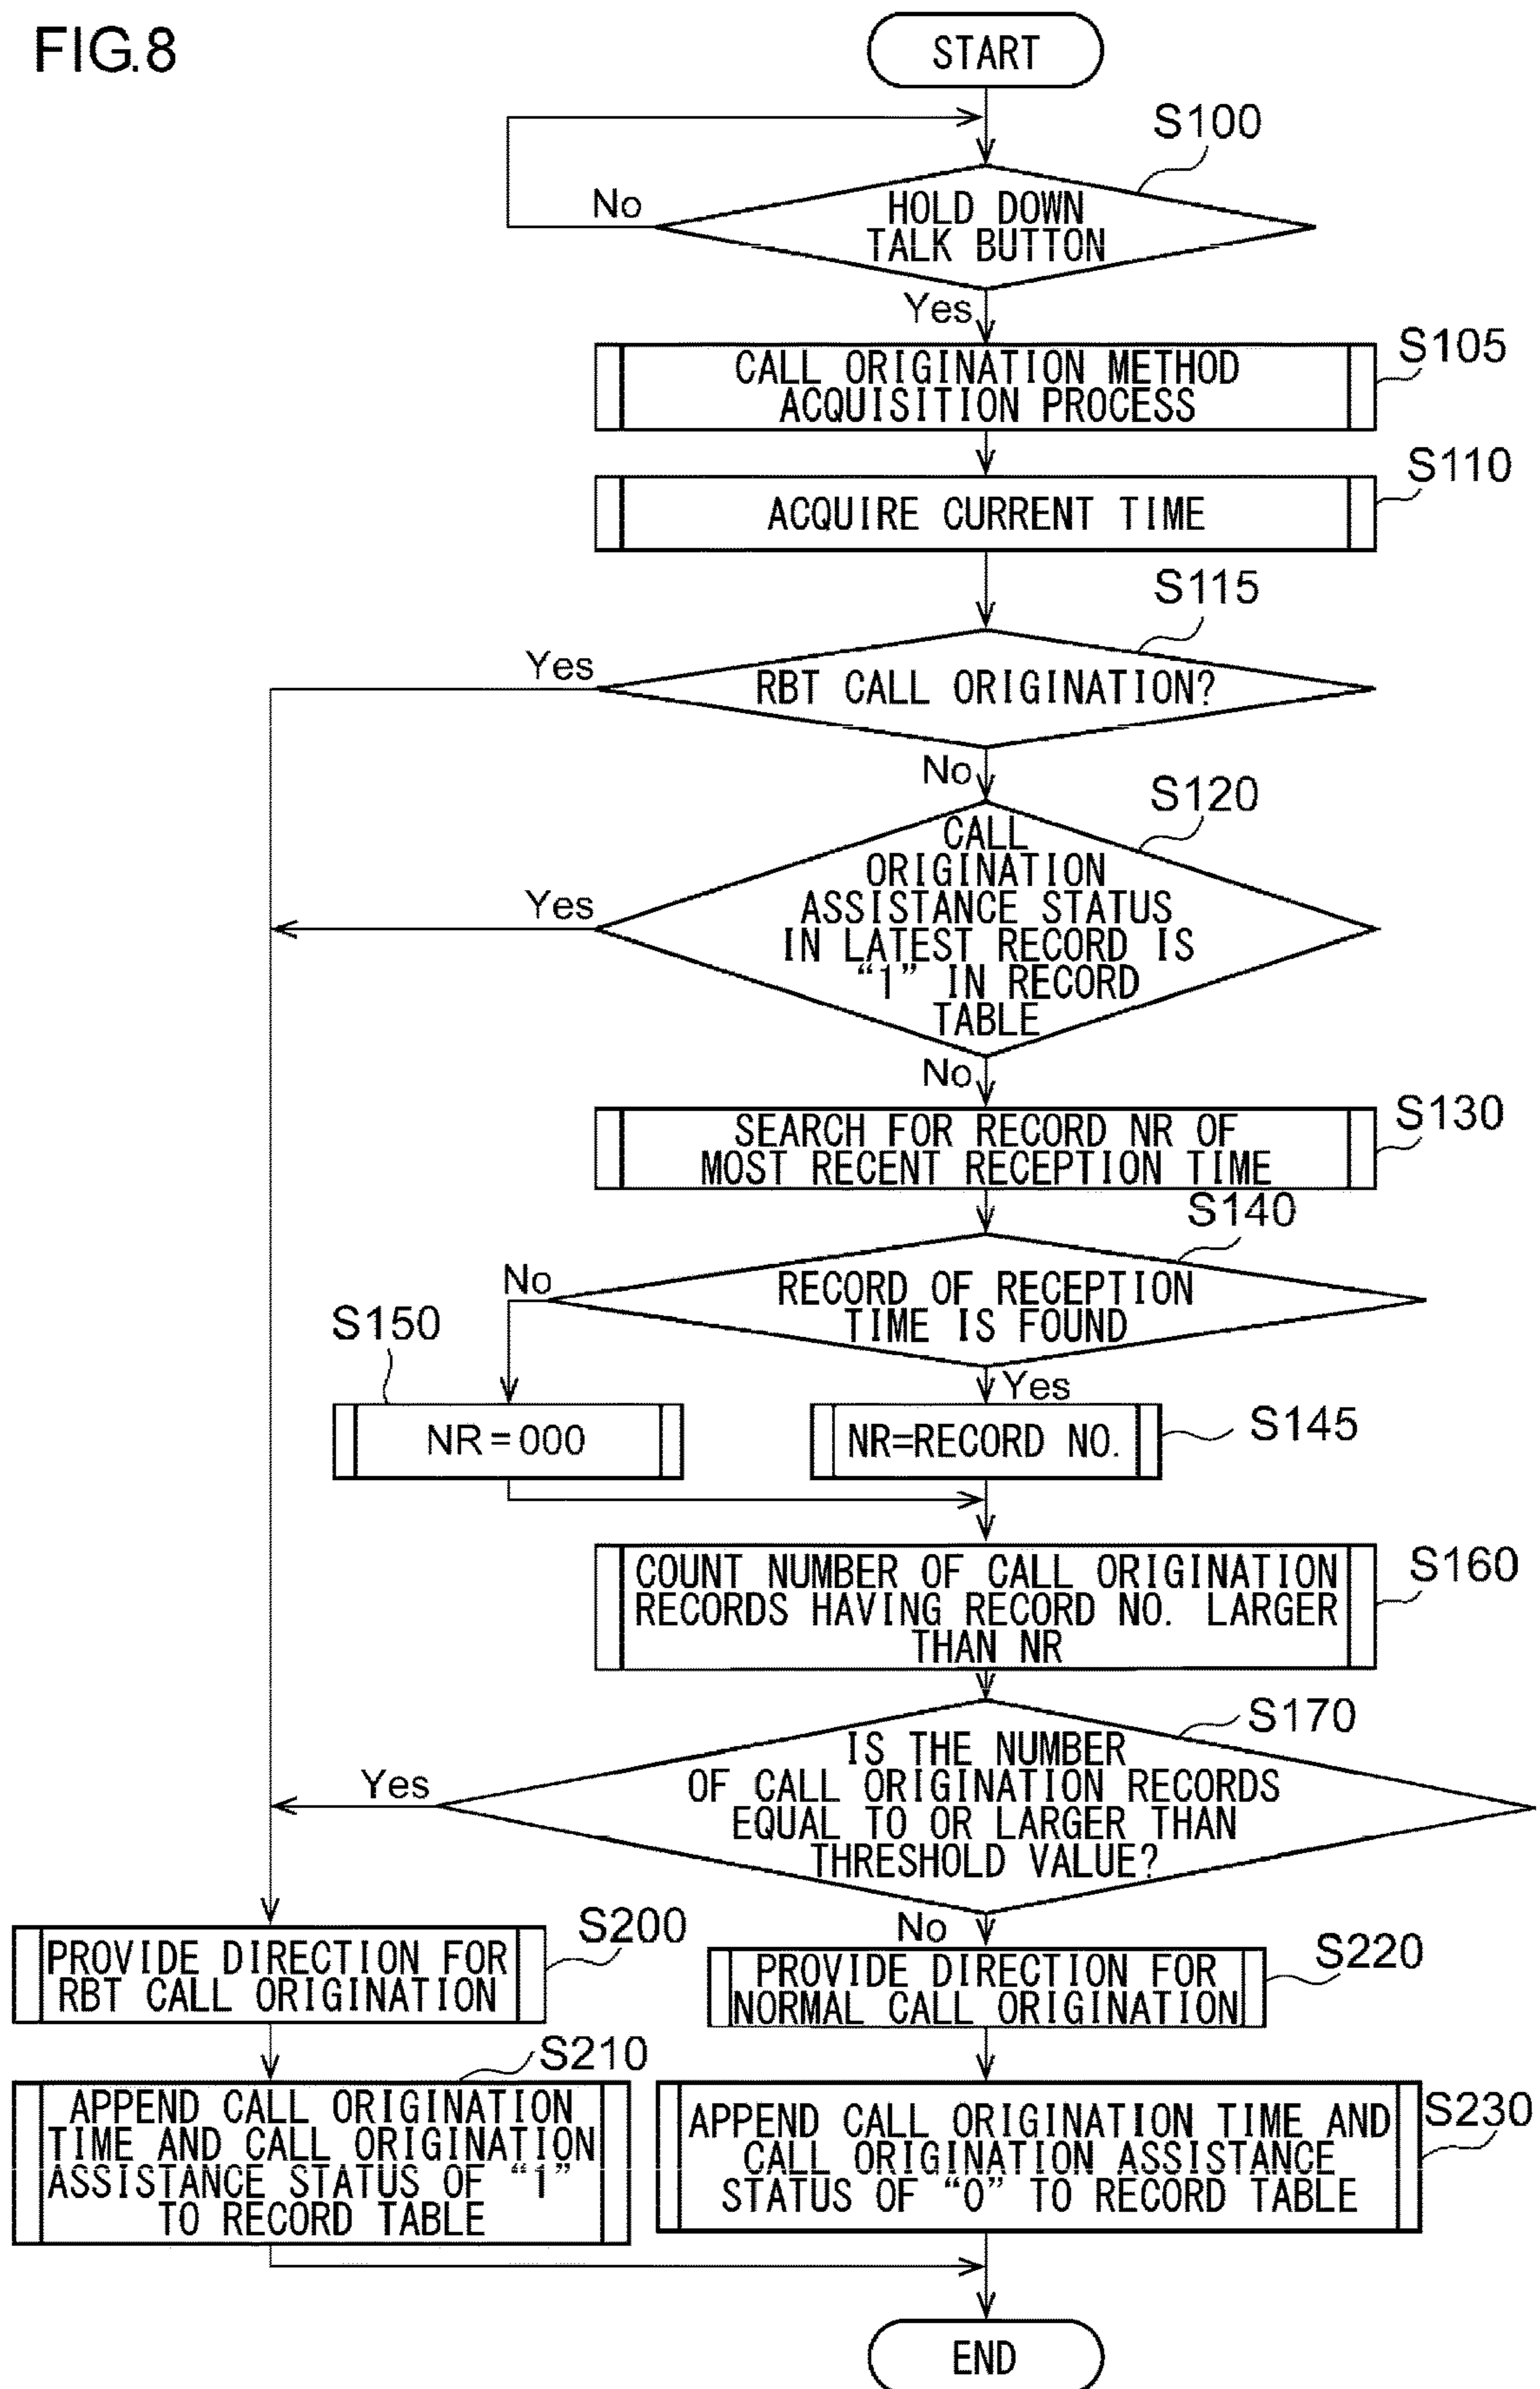 FIG.8
START
S100
No
HOLD DOWN
TALK BUTTON
Yes
CALL ORIGINATION METHOD
ACQUISITION PROCESS
S105
ACQUIRE CURRENT TIME
S110
S115
Yes
RBT CALL ORIGINATION?
No
S120
CALL
ORIGINATION
ASSISTANCE STATUS
IN LATEST RECORD IS
“1” IN RECORD
TABLE
Yes
No
SEARCH FOR RECORD NR OF
MOST RECENT RECEPTION TIME
S130
S140
No
RECORD OF RECEPTION
TIME IS FOUND
S150
Yes
NR=000
NR=RECORD NO.
S145
COUNT NUMBER OF CALL ORIGINATION
RECORDS HAVING RECORD NO. LARGER
THAN NR
S160
S170
IS THE NUMBER
OF CALL ORIGINATION RECORDS
EQUAL TO OR LARGER THAN
THRESHOLD VALUE?
Yes
No
PROVIDE DIRECTION FOR
RBT CALL ORIGINATION
S200
PROVIDE DIRECTION FOR
NORMAL CALL ORIGINATION
S220
S210
APPEND CALL ORIGINATION
TIME AND CALL ORIGINATION
ASSISTANCE STATUS OF “1”
TO RECORD TABLE
APPEND CALL ORIGINATION TIME AND
CALL ORIGINATION ASSISTANCE
STATUS OF “0” TO RECORD TABLE
S230
END